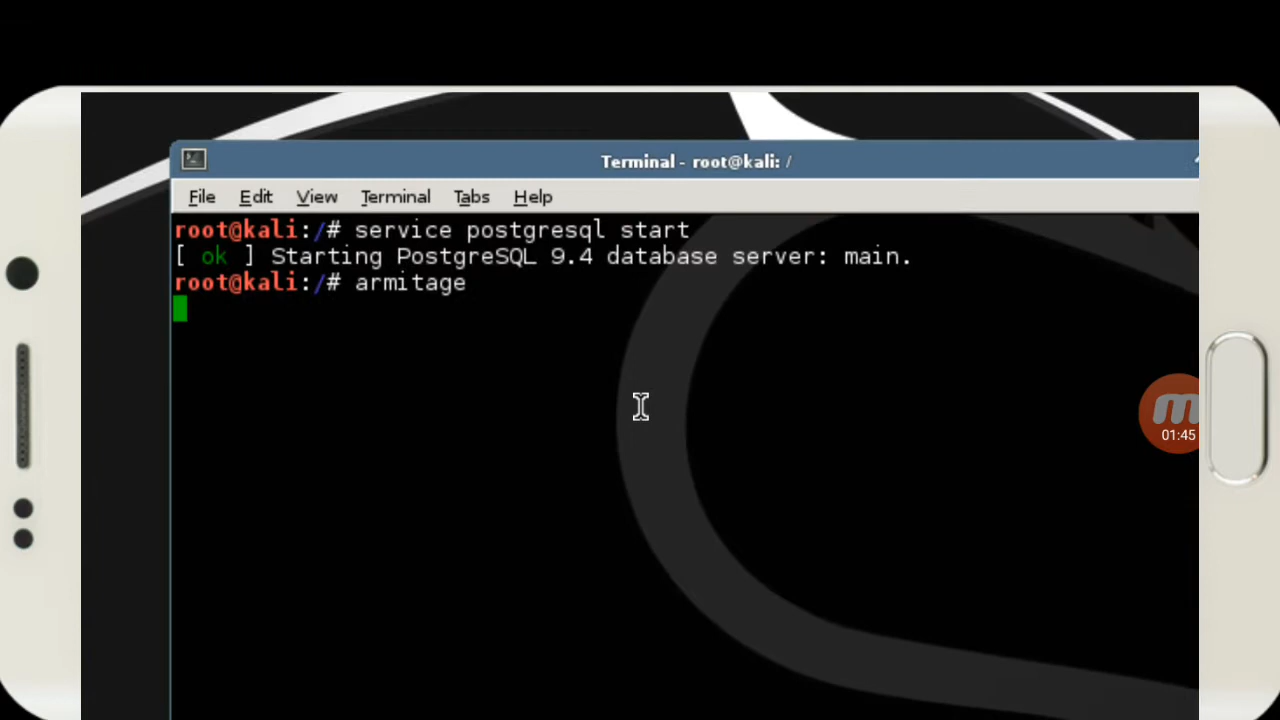 Terminal - root@kali: /
File Edit View Terminal Tabs Help
root@kali:/# service postgresql start
[ ok ] Starting PostgreSQL 9.4 database server: main.
root@kali:/# armitage
01:45